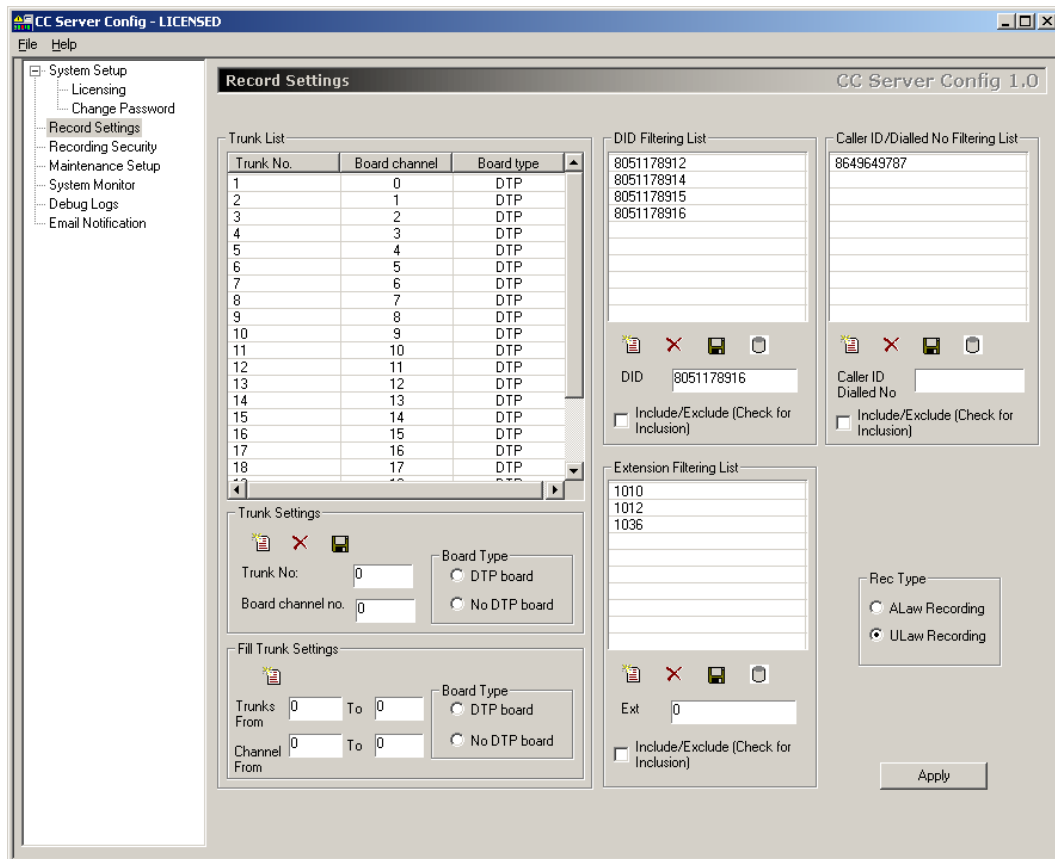 CC Server Config - LICENSED
File Help
System Setup
Licensing
Change Password
Record Settings
Recording Security
Maintenance Setup
System Monitor
Debug Logs
Email Notification
Record Settings
CC Server Config 1.0
Trunk List
Trunk No. Board channel Board type
1 0 DTP
2 1 DTP
3 2 DTP
4 3 DTP
5 4 DTP
6 5 DTP
7 6 DTP
8 7 DTP
9 8 DTP
10 9 DTP
11 10 DTP
12 11 DTP
13 12 DTP
14 13 DTP
15 14 DTP
16 15 DTP
17 16 DTP
18 17 DTP
Trunk Settings
Trunk No: 0
Board channel no. 0
Board Type
DTP board
No DTP board
Fill Trunk Settings
Trunks From 0 To 0
Channel From 0 To 0
Board Type
DTP board
No DTP board
DID Filtering List
8051178912
8051178914
8051178915
8051178916
DID 8051178916
Include/Exclude (Check for
Inclusion)
Caller ID/Dialled No Filtering List
8649649787
Caller ID
Dialled No
Include/Exclude (Check for
Inclusion)
Extension Filtering List
1010
1012
1036
Ext 0
Include/Exclude (Check for
Inclusion)
Rec Type
ALaw Recording
ULaw Recording
Apply